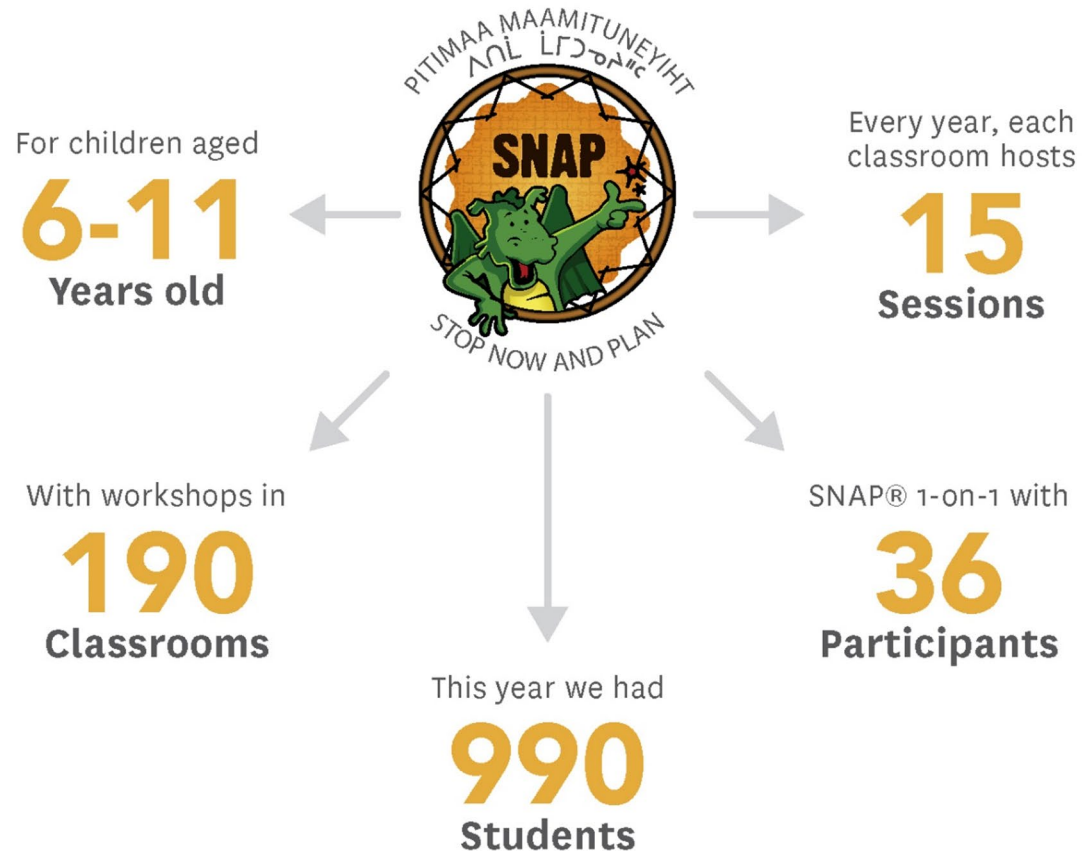 PITIMAA MAAMITUNEYIHT
ᐱᑎᒫ ᒫᒥᑐᓀᔨᐦᑦ
SNAP
STOP NOW AND PLAN
For children aged
6-11
Years old
Every year, each
classroom hosts
15
Sessions
With workshops in
190
Classrooms
SNAP® 1-on-1 with
36
Participants
This year we had
990
Students